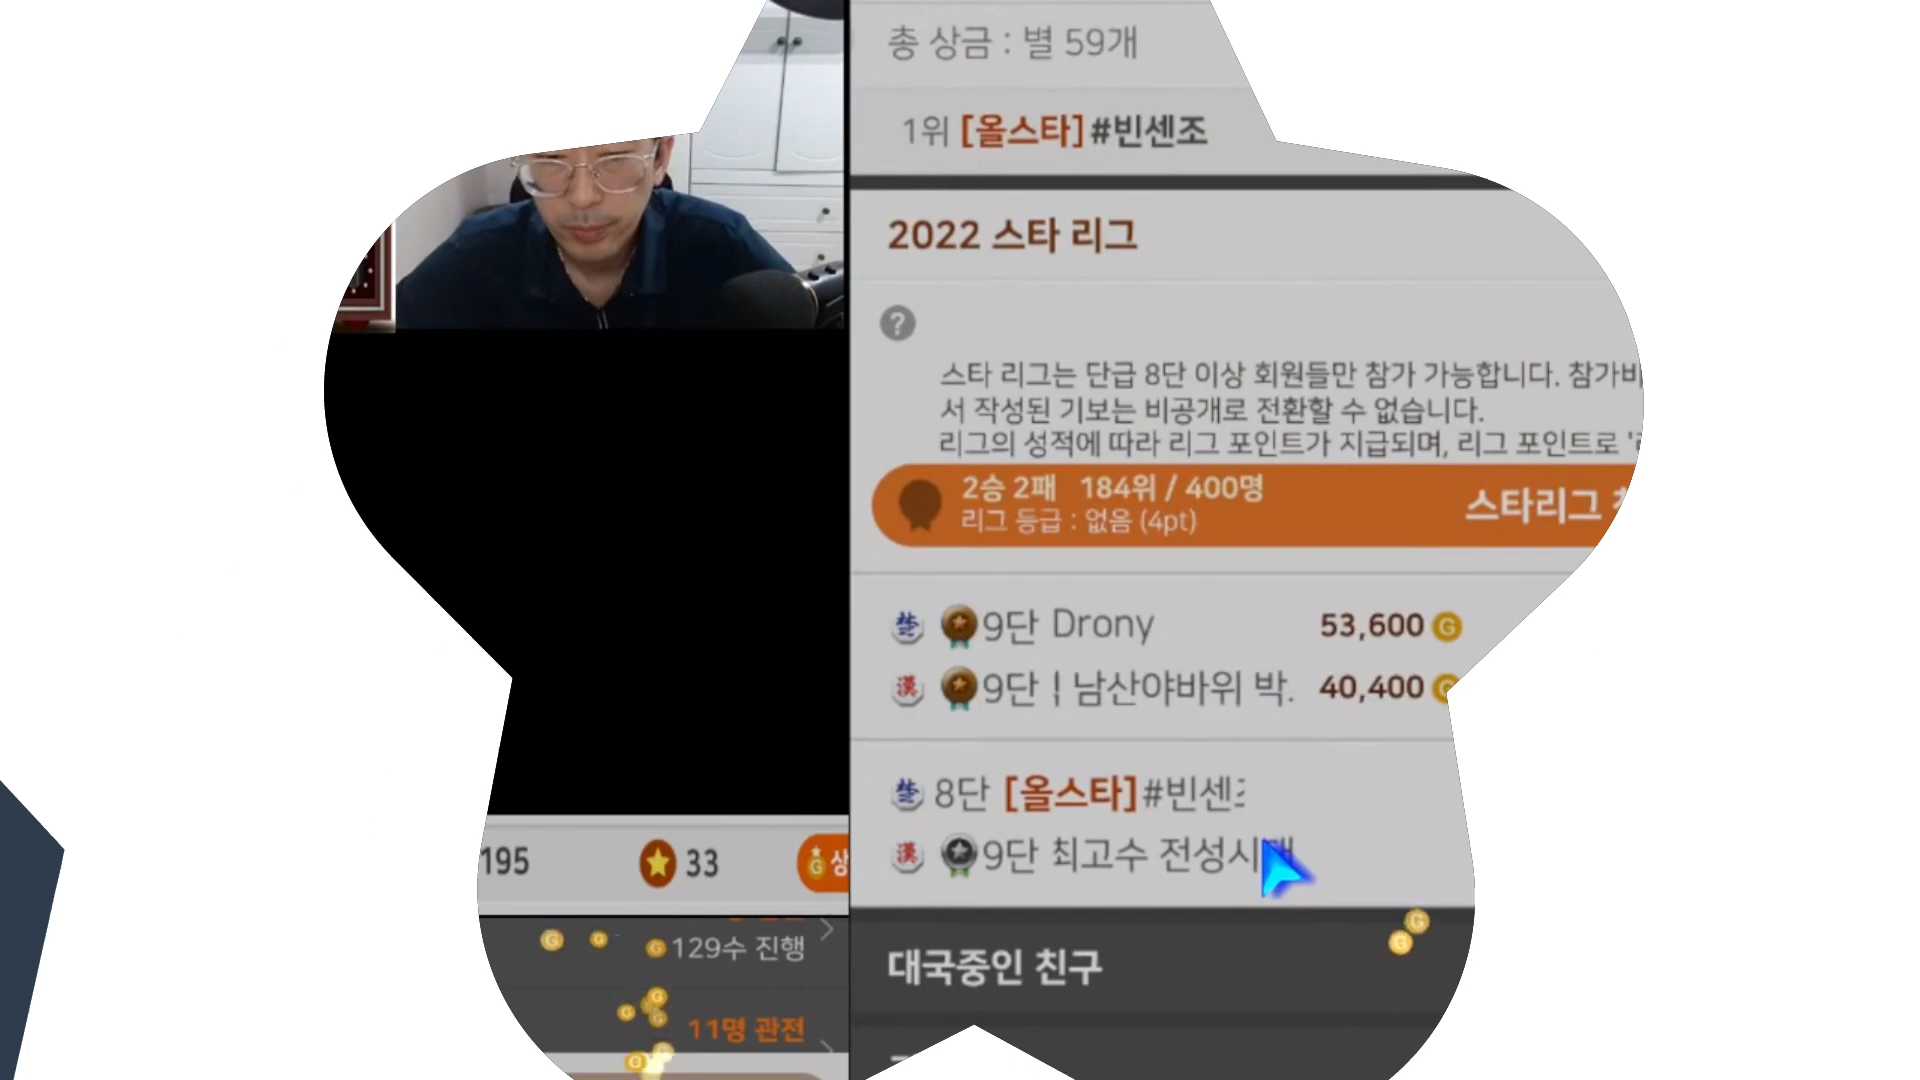 총 상금 : 별 59개
1위 [올스타]#빈센조
2022 스타 리그
?
스타 리그는 단급 8단 이상 회원들만 참가 가능합니다.
서 작성된 기보는 비공개로 전환할 수 없습니다.
리그의 성적에 따라 리그 포인트가 지급되며, 리그 포인트로
2승 2패 184위 / 400명
리그 등급 : 없음 (4pt)
스타리그
楚 9단 Drony 53,600 G
漢 9단 남산야바위 박. 40,400 G
楚 8단 [올스타]#빈센
漢 9단 최고수 전성시
195 33 상
129수 진행
11명 관전
대국중인 친구